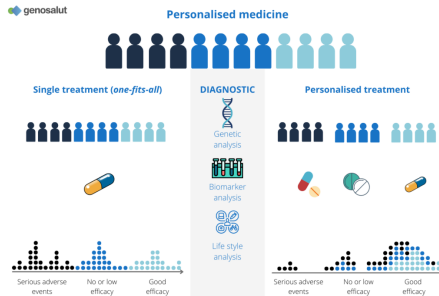 genosalut
Personalised medicine
Single treatment (one-fits-all)
DIAGNOSTIC
Personalised treatment
Genetic
analysis
Biomarker
analysis
Life style
analysis
Serious adverse
events
No or low
efficacy
Good
efficacy
Serious adverse
events
No or low
efficacy
Good
efficacy